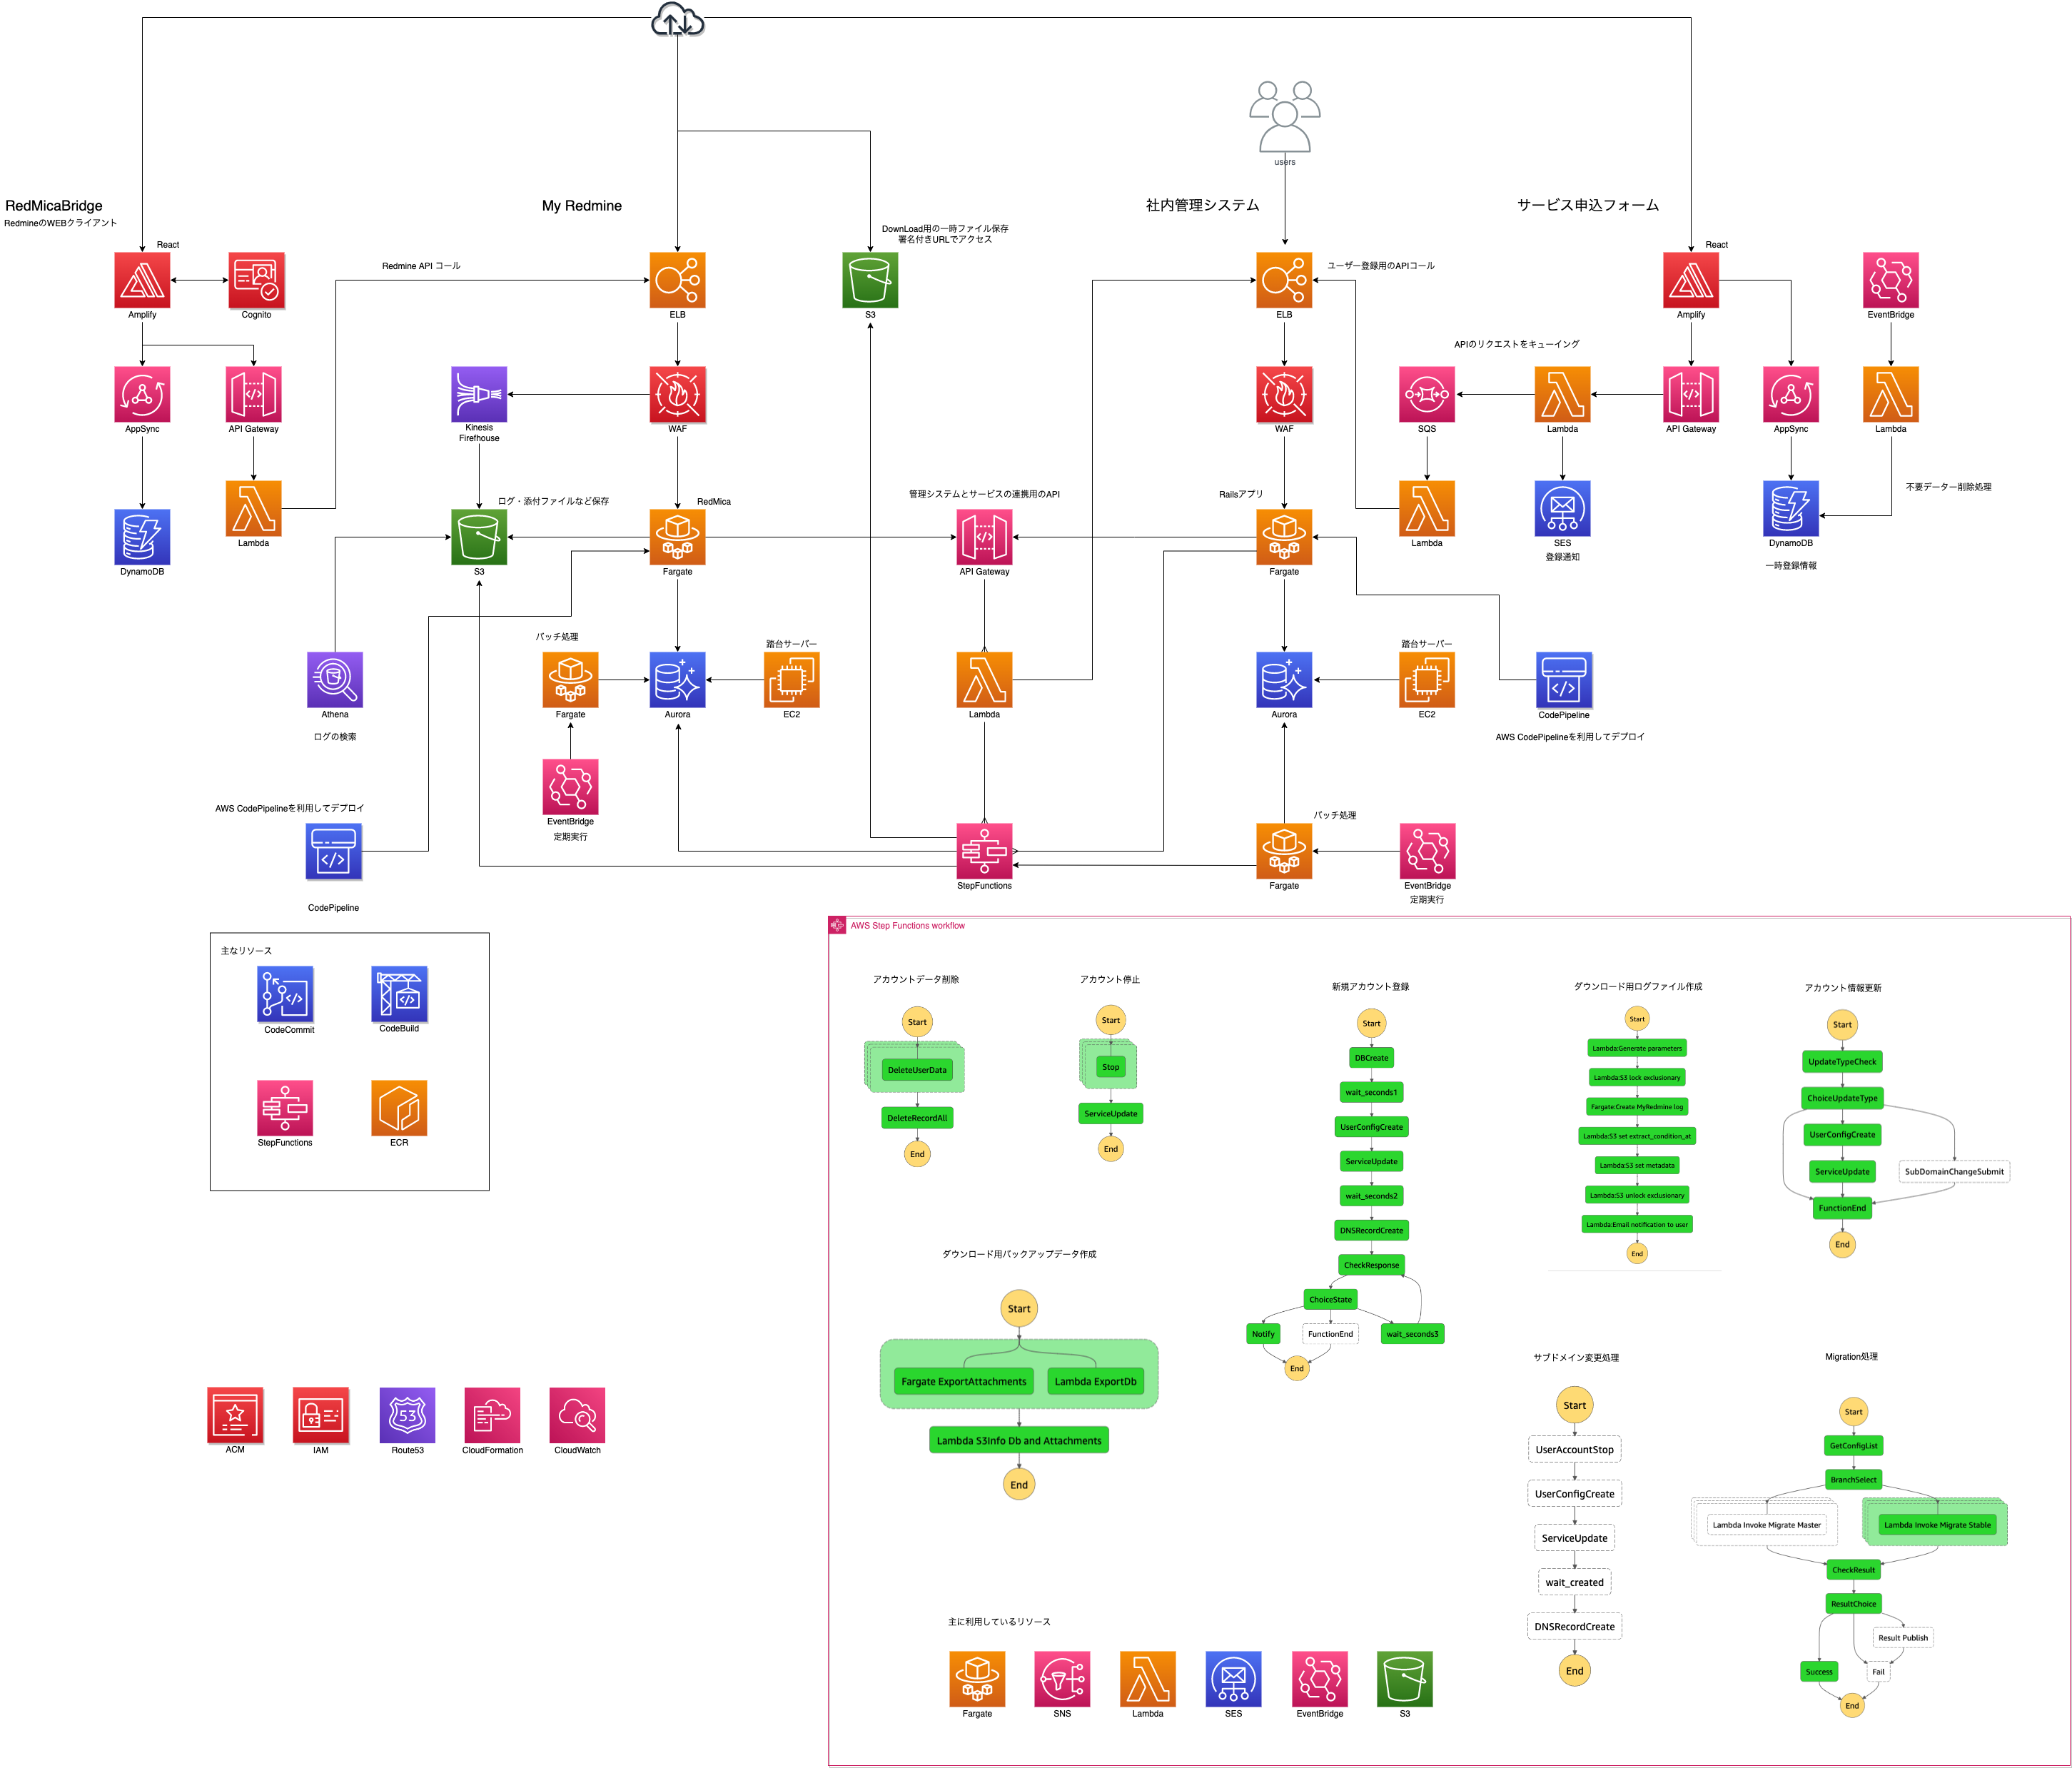 users
RedMicaBridge
RedmineのWEBクライアント
My Redmine
社内管理システム
サービス申込フォーム
DownLoad用の一時ファイル保存
署名付きURLでアクセス
React
Amplify
Cognito
Redmine API コール
ELB
S3
ユーザー登録用のAPIコール
ELB
React
Amplify
EventBridge
AppSync
API Gateway
Kinesis
Firefhouse
WAF
WAF
APIのリクエストをキューイング
SQS
Lambda
API Gateway
AppSync
Lambda
DynamoDB
Lambda
ログ・添付ファイルなど保存
S3
RedMica
Fargate
管理システムとサービスの連携用のAPI
API Gateway
Railsアプリ
Fargate
Lambda
SES
登録通知
不要データー削除処理
DynamoDB
一時登録情報
Athena
ログの検索
バッチ処理
Fargate
Aurora
踏台サーバー
EC2
Lambda
Aurora
踏台サーバー
EC2
CodePipeline
AWS CodePipelineを利用してデプロイ
EventBridge
定期実行
AWS CodePipelineを利用してデプロイ
CodePipeline
StepFunctions
バッチ処理
Fargate
EventBridge
定期実行
主なリソース
CodeCommit
CodeBuild
StepFunctions
ECR
ACM
IAM
Route53
CloudFormation
CloudWatch
53
AWS Step Functions workflow
アカウントデータ削除
Start
DeleteUserData
DeleteRecordAll
End
アカウント停止
Start
Stop
ServiceUpdate
End
新規アカウント登録
Start
DBCreate
wait_seconds1
UserConfigCreate
ServiceUpdate
wait_seconds2
DNSRecordCreate
CheckResponse
ChoiceState
Notify
FunctionEnd
wait_seconds3
End
ダウンロード用ログファイル作成
Start
Lambda:Generate parameters
Lambda:S3 lock exclusionary
Fargate:Create MyRedmine log
Lambda:S3 set extract_condition_at
Lambda:S3 set metadata
Lambda:S3 unlock exclusionary
Lambda:Email notification to user
End
アカウント情報更新
Start
UpdateTypeCheck
ChoiceUpdateType
UserConfigCreate
ServiceUpdate
SubDomainChangeSubmit
FunctionEnd
End
ダウンロード用バックアップデータ作成
Start
Fargate ExportAttachments
Lambda ExportDb
Lambda S3Info Db and Attachments
End
サブドメイン変更処理
Start
UserAccountStop
UserConfigCreate
ServiceUpdate
wait_created
DNSRecordCreate
End
Migration処理
Start
GetConfigList
BranchSelect
Lambda Invoke Migrate Master
Lambda Invoke Migrate Stable
CheckResult
ResultChoice
Result Publish
Success
Fail
End
主に利用しているリソース
Fargate
SNS
Lambda
SES
EventBridge
S3